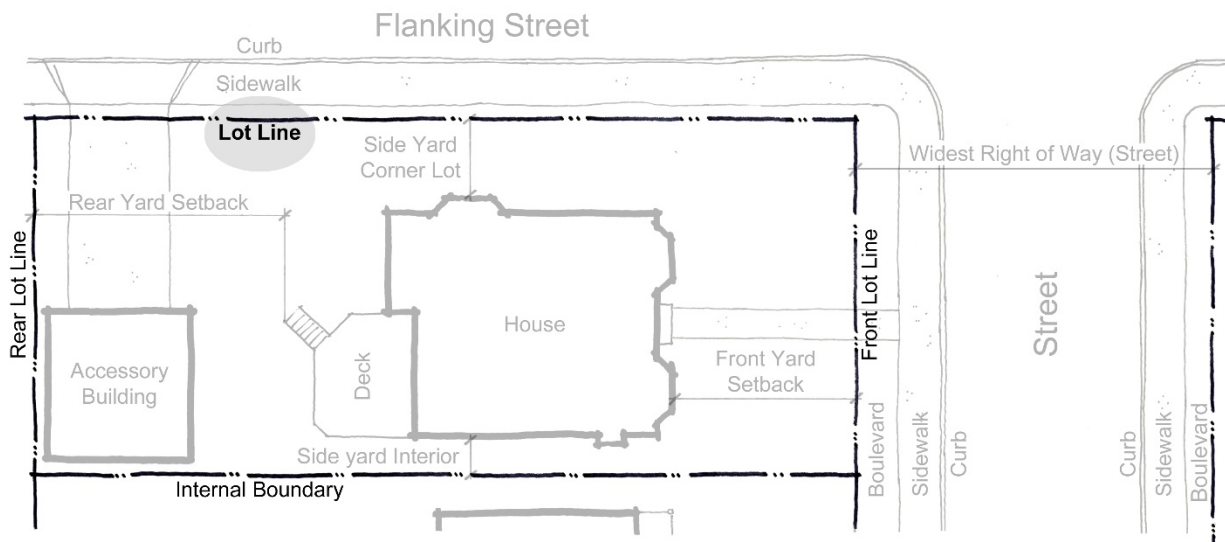 Flanking Street
Curb
Sidewalk
Lot Line
Side Yard
Corner Lot
Widest Right of Way (Street)
Rear Yard Setback
Rear Lot Line
Front Lot Line
House
Street
Accessory
Building
Deck
Front Yard
Setback
Side yard Interior
Internal Boundary
Boulevard
Sidewalk
Curb
Curb
Sidewalk
Boulevard